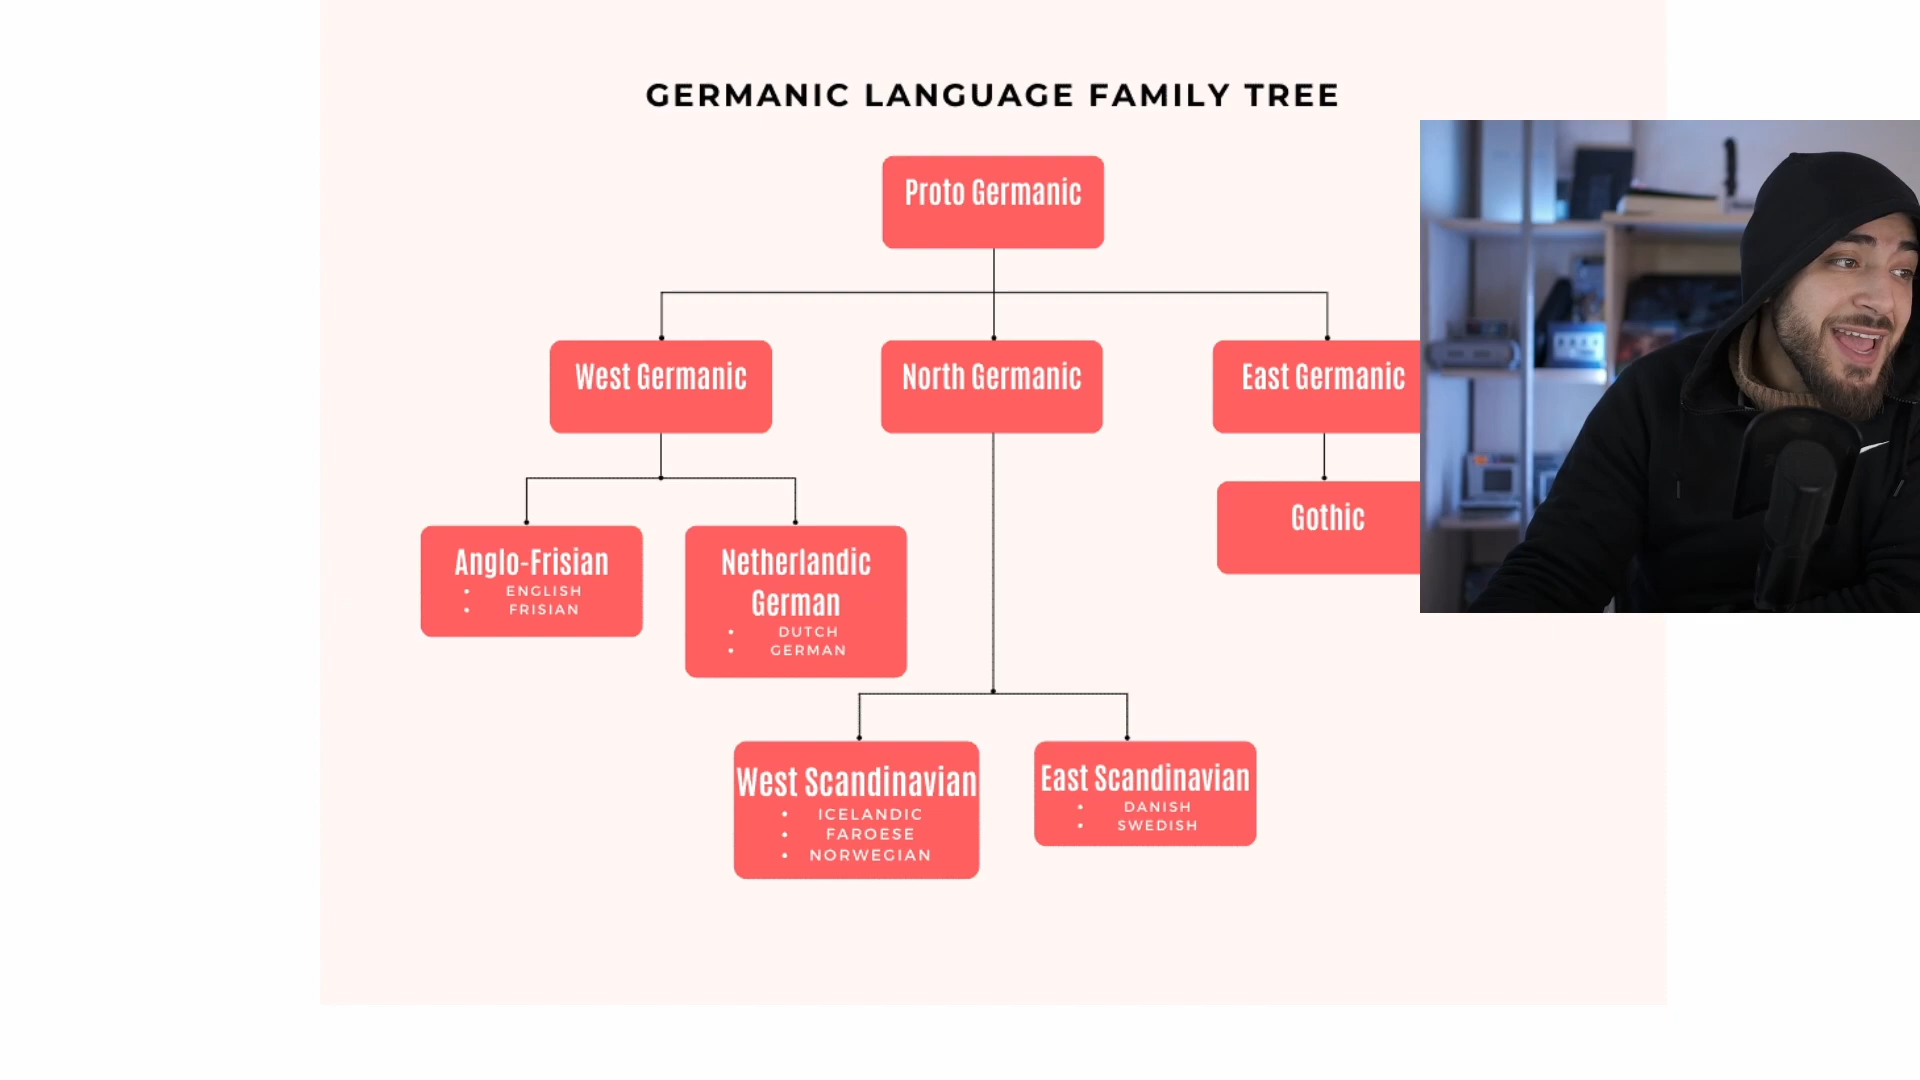 GERMANIC LANGUAGE FAMILY TREE
Proto Germanic
West Germanic
North Germanic
East Germanic
Gothic
Anglo-Frisian
• ENGLISH
• FRISIAN
Netherlandic
German
• DUTCH
• GERMAN
West Scandinavian
• ICELANDIC
• FAROESE
• NORWEGIAN
East Scandinavian
• DANISH
• SWEDISH